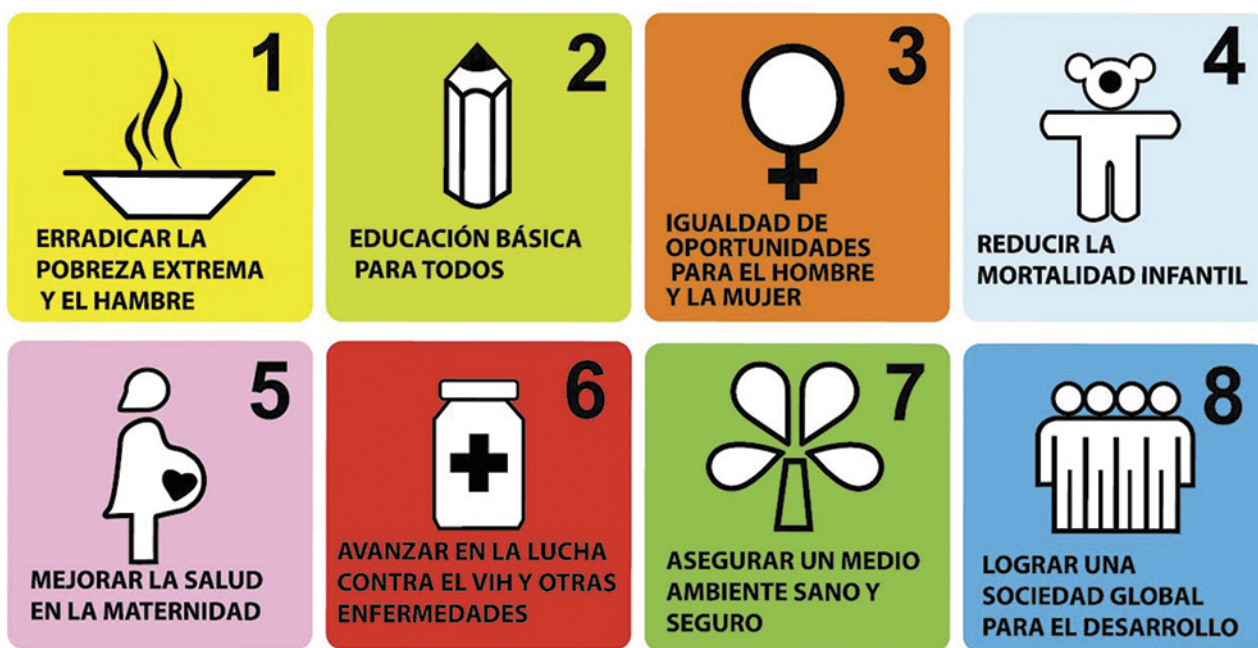 1
ERRADICAR LA
POBREZA EXTREMA
Y EL HAMBRE
2
EDUCACIÓN BÁSICA
PARA TODOS
3
IGUALDAD DE
OPORTUNIDADES
PARA EL HOMBRE
Y LA MUJER
4
REDUCIR LA
MORTALIDAD INFANTIL
5
MEJORAR LA SALUD
EN LA MATERNIDAD
6
AVANZAR EN LA LUCHA
CONTRA EL VIH Y OTRAS
ENFERMEDADES
7
ASEGURAR UN MEDIO
AMBIENTE SANO Y
SEGURO
8
LOGRAR UNA
SOCIEDAD GLOBAL
PARA EL DESARROLLO